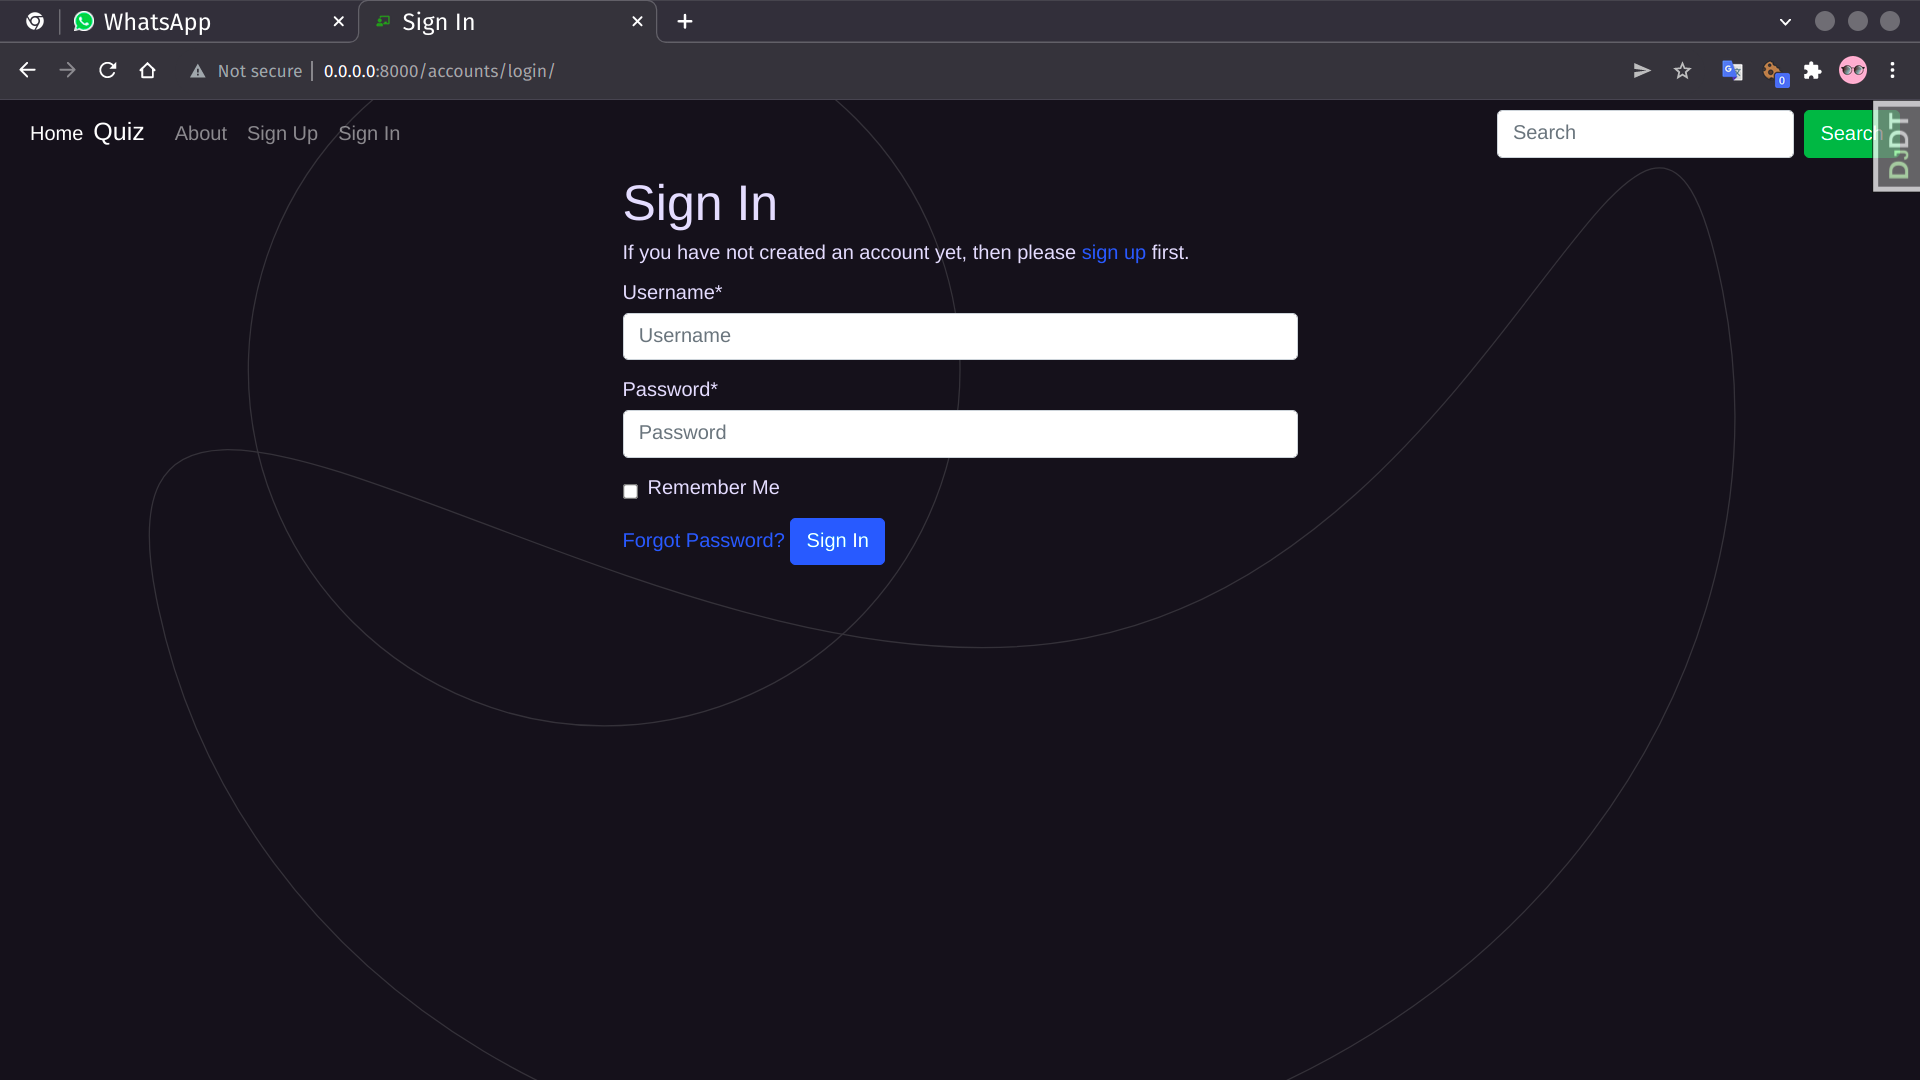 WhatsApp
Sign In
Not secure
0.0.0.0:8000/accounts/login/
0
Home Quiz About Sign Up Sign In
Search
Search
DJDT
Sign In
If you have not created an account yet, then please sign up first.
Username*
Username
Password*
Password
Remember Me
Forgot Password? Sign In